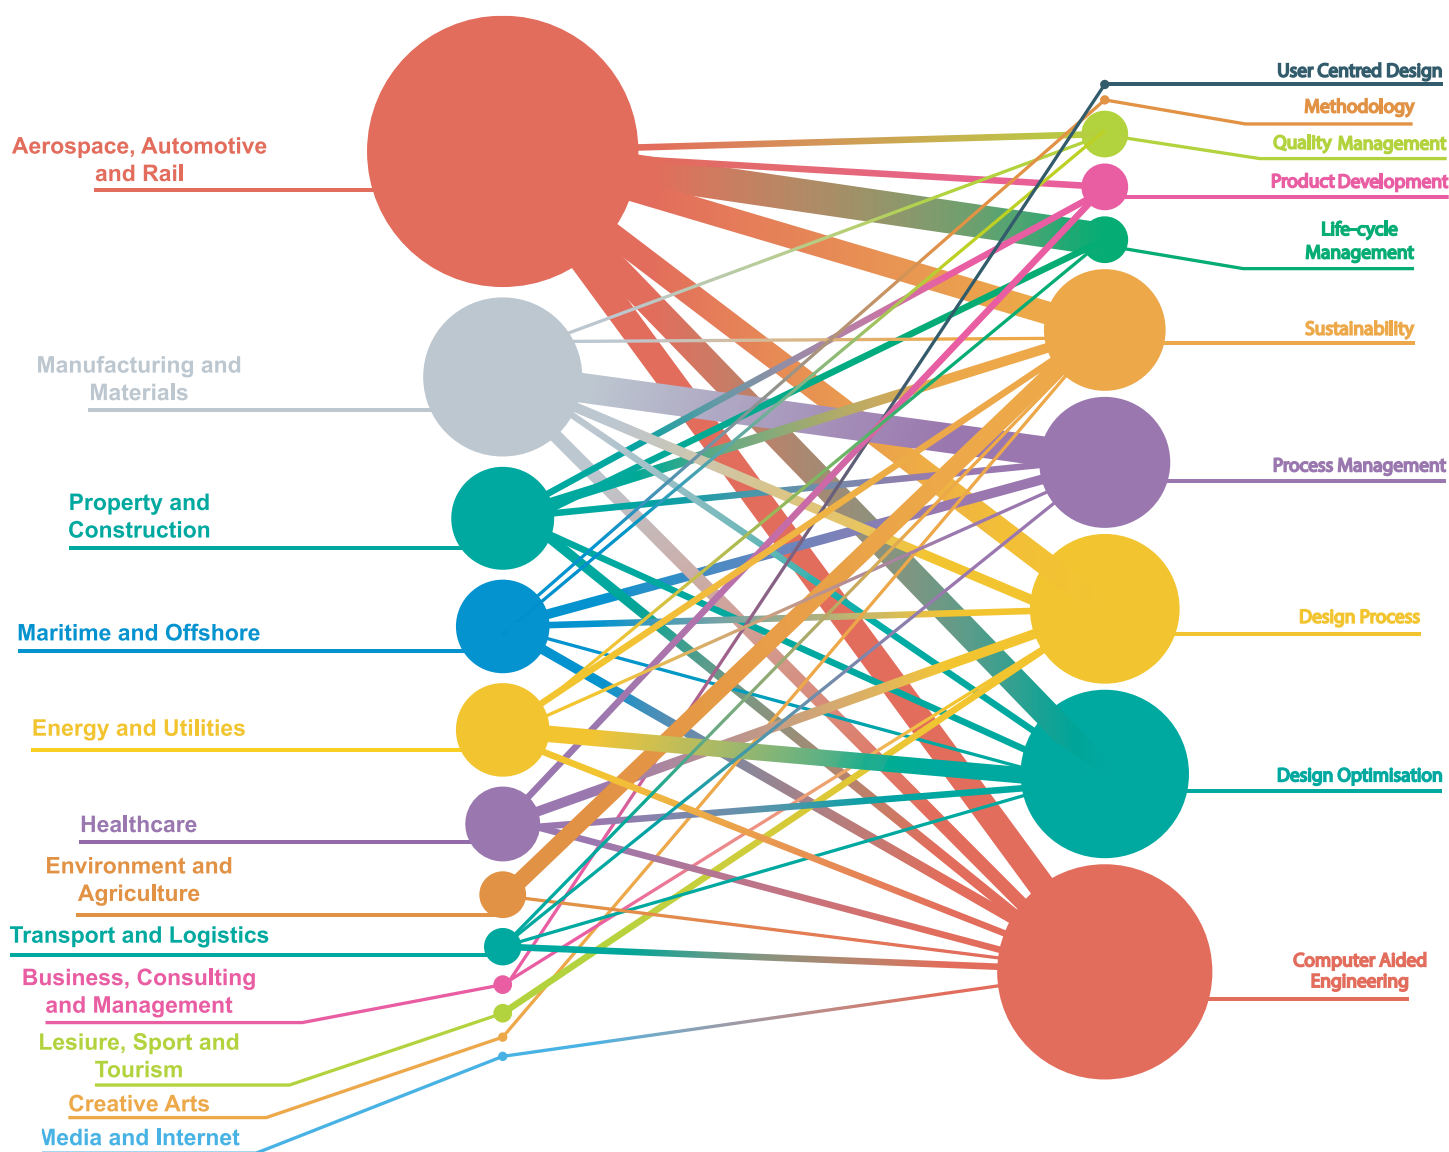 Aerospace, Automotive
and Rail
Manufacturing and
Materials
Property and
Construction
Maritime and Offshore
Energy and Utilities
Healthcare
Environment and
Agriculture
Transport and Logistics
Business, Consulting
and Management
Lesiure, Sport and
Tourism
Creative Arts
Media and Internet
User Centred Design
Methodology
Quality Management
Product Development
Life-cycle
Management
Sustainability
Process Management
Design Process
Design Optimisation
Computer Aided
Engineering